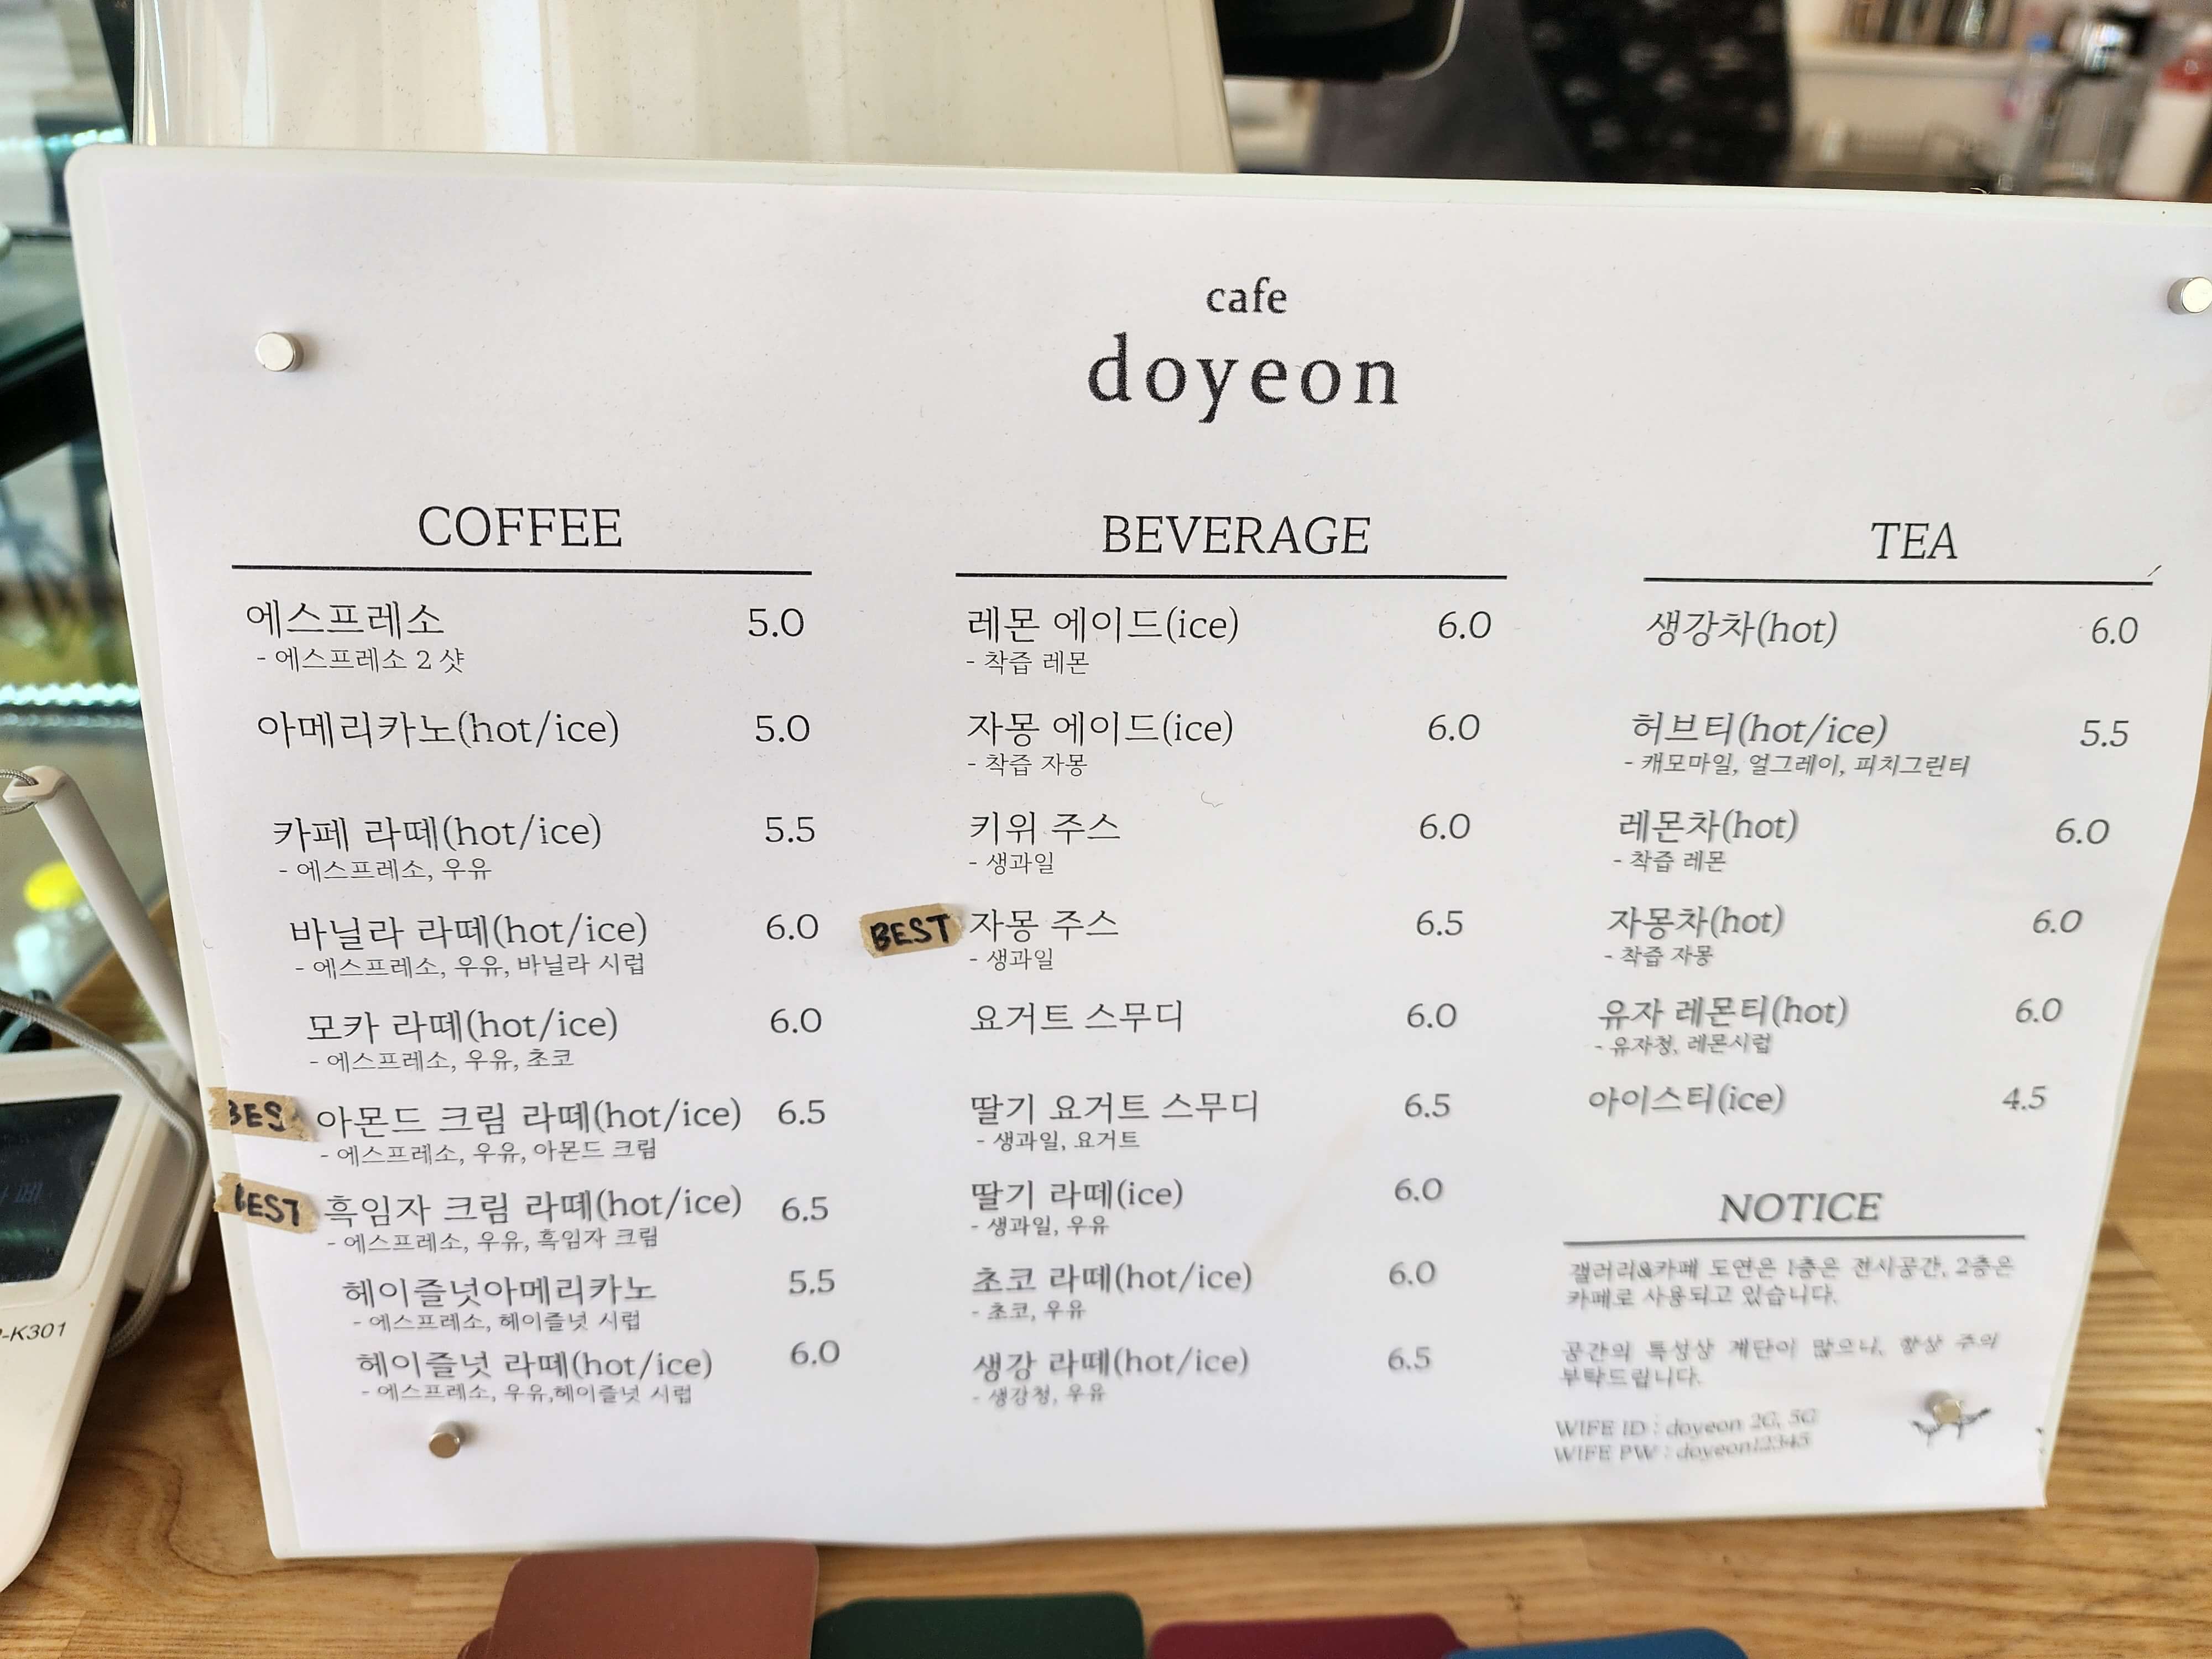 cafe
doyeon
COFFEE
에스프레소 5.0
- 에스프레소 2 샷
아메리카노(hot/ice) 5.0
카페 라떼(hot/ice) 5.5
- 에스프레소, 우유
바닐라 라떼(hot/ice) 6.0
- 에스프레소, 우유, 바닐라 시럽
모카 라떼(hot/ice) 6.0
- 에스프레소, 우유, 초코
BES 아몬드 크림 라떼(hot/ice) 6.5
- 에스프레소, 우유, 아몬드 크림
BEST 흑임자 크림 라떼(hot/ice) 6.5
- 에스프레소, 우유, 흑임자 크림
헤이즐넛아메리카노 5.5
- 에스프레소, 헤이즐넛 시럽
헤이즐넛 라떼(hot/ice) 6.0
- 에스프레소, 우유,헤이즐넛 시럽
BEVERAGE
레몬 에이드(ice) 6.0
- 착즙 레몬
자몽 에이드(ice) 6.0
- 착즙 자몽
키위 주스 6.0
- 생과일
BEST 자몽 주스 6.5
- 생과일
요거트 스무디 6.0
딸기 요거트 스무디 6.5
- 생과일, 요거트
딸기 라떼(ice) 6.0
- 생과일, 우유
초코 라떼(hot/ice) 6.0
- 초코, 우유
생강 라떼(hot/ice) 6.5
- 생강청, 우유
TEA
생강차(hot) 6.0
허브티(hot/ice) 5.5
- 캐모마일, 얼그레이, 피치그린티
레몬차(hot) 6.0
- 착즙 레몬
자몽차(hot) 6.0
- 착즙 자몽
유자 레몬티(hot) 6.0
- 유자청, 레몬시럽
아이스티(ice) 4.5
NOTICE
갤러리&카페 도연은 1층은 전시공간, 2층은
카페로 사용되고 있습니다.
공간의 특성상 계단이 많으니, 항상 주의
부탁드립니다.
WIFE ID : doyeon 2G, 5G
WIFE PW : doyeon12345
-K301